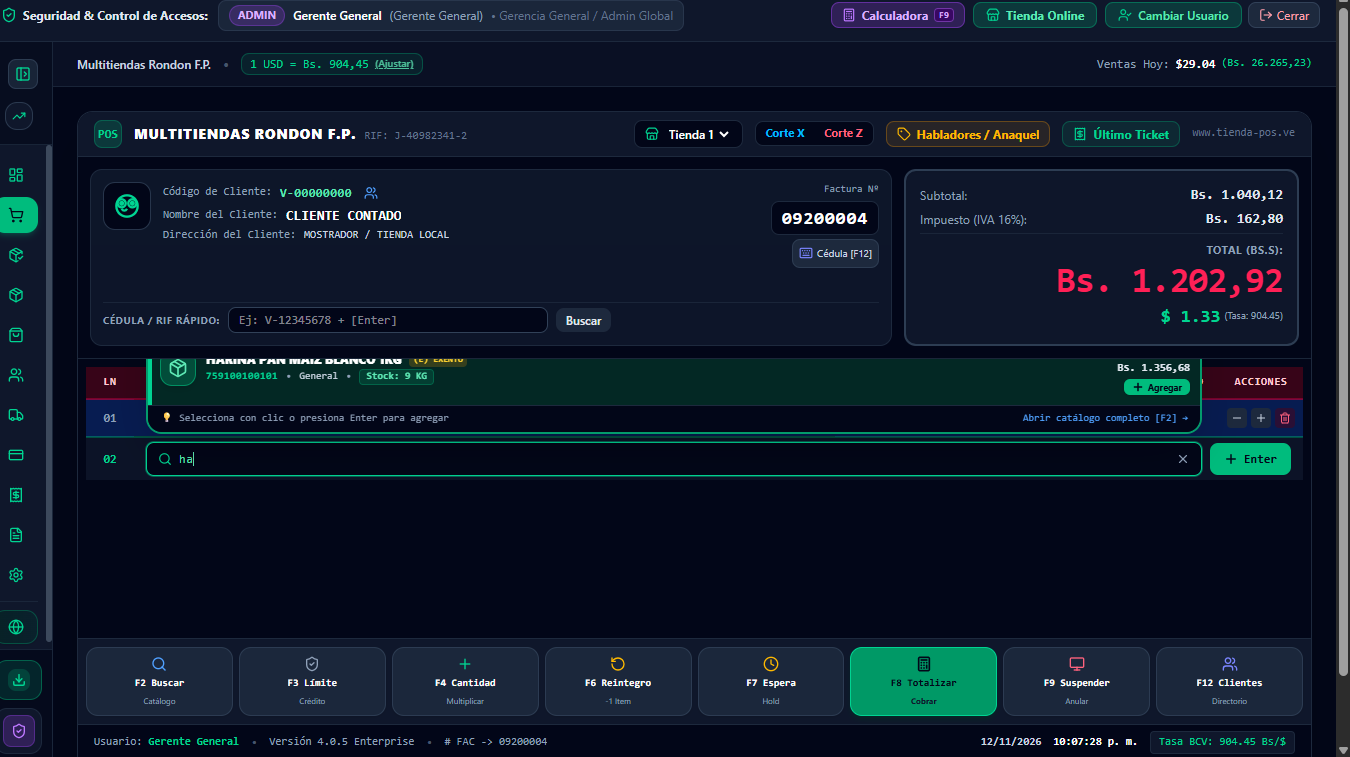 Seguridad & Control de Accesos: ADMIN Gerente General (Gerente General) • Gerencia General / Admin Global Calculadora F9 Tienda Online Cambiar Usuario Cerrar
Multitiendas Rondon F.P. • 1 USD = Bs. 904,45 (Ajustar) Ventas Hoy: $29.04 (Bs. 26.265,23)
POS MULTITIENDAS RONDON F.P. RIF: J-40982341-2 Tienda 1 Corte X Corte Z Habladores / Anaquel Último Ticket www.tienda-pos.ve
Código de Cliente: V-00000000
Nombre del Cliente: CLIENTE CONTADO
Dirección del Cliente: MOSTRADOR / TIENDA LOCAL
Factura Nº
09200004
Cédula [F12]
CÉDULA / RIF RÁPIDO: Ej: V-12345678 + [Enter] Buscar
Subtotal: Bs. 1.040,12
Impuesto (IVA 16%): Bs. 162,80
TOTAL (BS.S):
Bs. 1.202,92
$ 1.33 (Tasa: 904.45)
LN ACCIONES
HARINA PAN MAIZ BLANCO 1KG (E) EXENTO
759100100101 • General • Stock: 9 KG
Bs. 1.356,68
+ Agregar
01
Selecciona con clic o presiona Enter para agregar Abrir catálogo completo [F2] →
02 ha + Enter
F2 Buscar
Catálogo
F3 Límite
Crédito
F4 Cantidad
Multiplicar
F6 Reintegro
-1 Item
F7 Espera
Hold
F8 Totalizar
Cobrar
F9 Suspender
Anular
F12 Clientes
Directorio
Usuario: Gerente General • Versión 4.0.5 Enterprise • # FAC -> 09200004 12/11/2026 10:07:28 p. m. Tasa BCV: 904.45 Bs/$